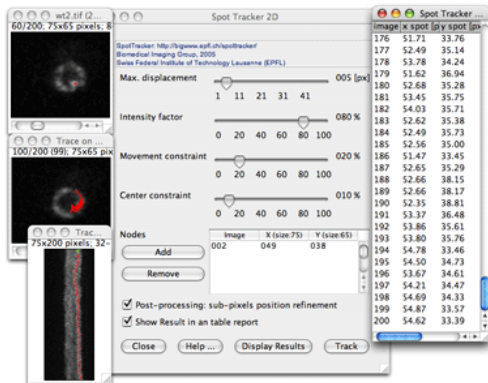 wt2.tif (2...
60/200; 75x65 pixels; 8
Trace on ...
100/200 (99); 75x65 pix
Trac...
75x200 pixels; 32-
Spot Tracker 2D
SpotTracker: http://bigwww.epfl.ch/spottracker/
Biomedical Imaging Group, 2005
Swiss Federal Institute of Technology Lausanne (EPFL)
Max. displacement 005 [px]
1 11 21 31 41
Intensity factor 080 %
0 20 40 60 80 100
Movement constraint 020 %
0 20 40 60 80 100
Center constraint 010 %
0 20 40 60 80 100
Nodes
Image X (size:75) Y (size:65)
002 049 038
Add
Remove
Post-processing: sub-pixels position refinement
Show Result in an table report
Close Help ... Display Results Track
Spot Tracker ...
image x spot [p y spot [px
176 51.71 33.76
177 52.49 35.14
178 53.78 34.24
179 51.62 36.94
180 52.68 35.28
181 53.45 35.75
182 54.03 35.71
183 52.62 35.38
184 52.49 35.73
185 52.56 35.00
186 51.47 33.45
187 52.65 35.29
188 52.66 38.15
189 52.66 38.17
190 52.35 38.81
191 53.37 36.48
192 53.86 35.61
193 53.80 35.76
194 54.78 33.46
195 54.50 34.73
196 53.67 34.61
197 54.21 34.47
198 54.69 34.33
199 54.87 33.57
200 54.62 33.39